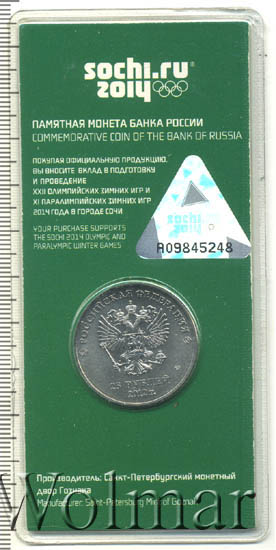 sochi.ru
2014
ПАМЯТНАЯ МОНЕТА БАНКА РОССИИ
COMMEMORATIVE COIN OF THE BANK OF RUSSIA
ПОКУПАЯ ОФИЦИАЛЬНУЮ ПРОДУКЦИЮ,
ВЫ ВНОСИТЕ ВКЛАД В ПОДГОТОВКУ
И ПРОВЕДЕНИЕ
XXII ОЛИМПИЙСКИХ ЗИМНИХ ИГР И
XI ПАРАЛИМПИЙСКИХ ЗИМНИХ ИГР
2014 ГОДА В ГОРОДЕ СОЧИ
YOUR PURCHASE SUPPORTS
THE SOCHI 2014 OLYMPIC AND
PARALYMPIC WINTER GAMES
sochi
2014
R09845248
РОССИЙСКАЯ ФЕДЕРАЦИЯ
25 РУБЛЕЙ
Производитель: Санкт-Петербургский монетный
двор Гознака
Manufacturer: Saint-Petersburg Mint of Goznak
Wolmar